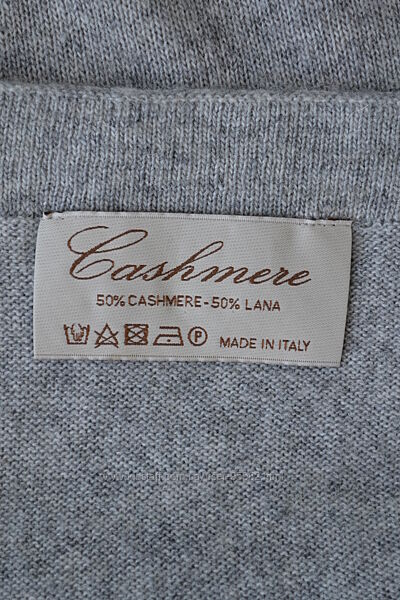 Cashmere
50% CASHMERE - 50% LANA
P MADE IN ITALY